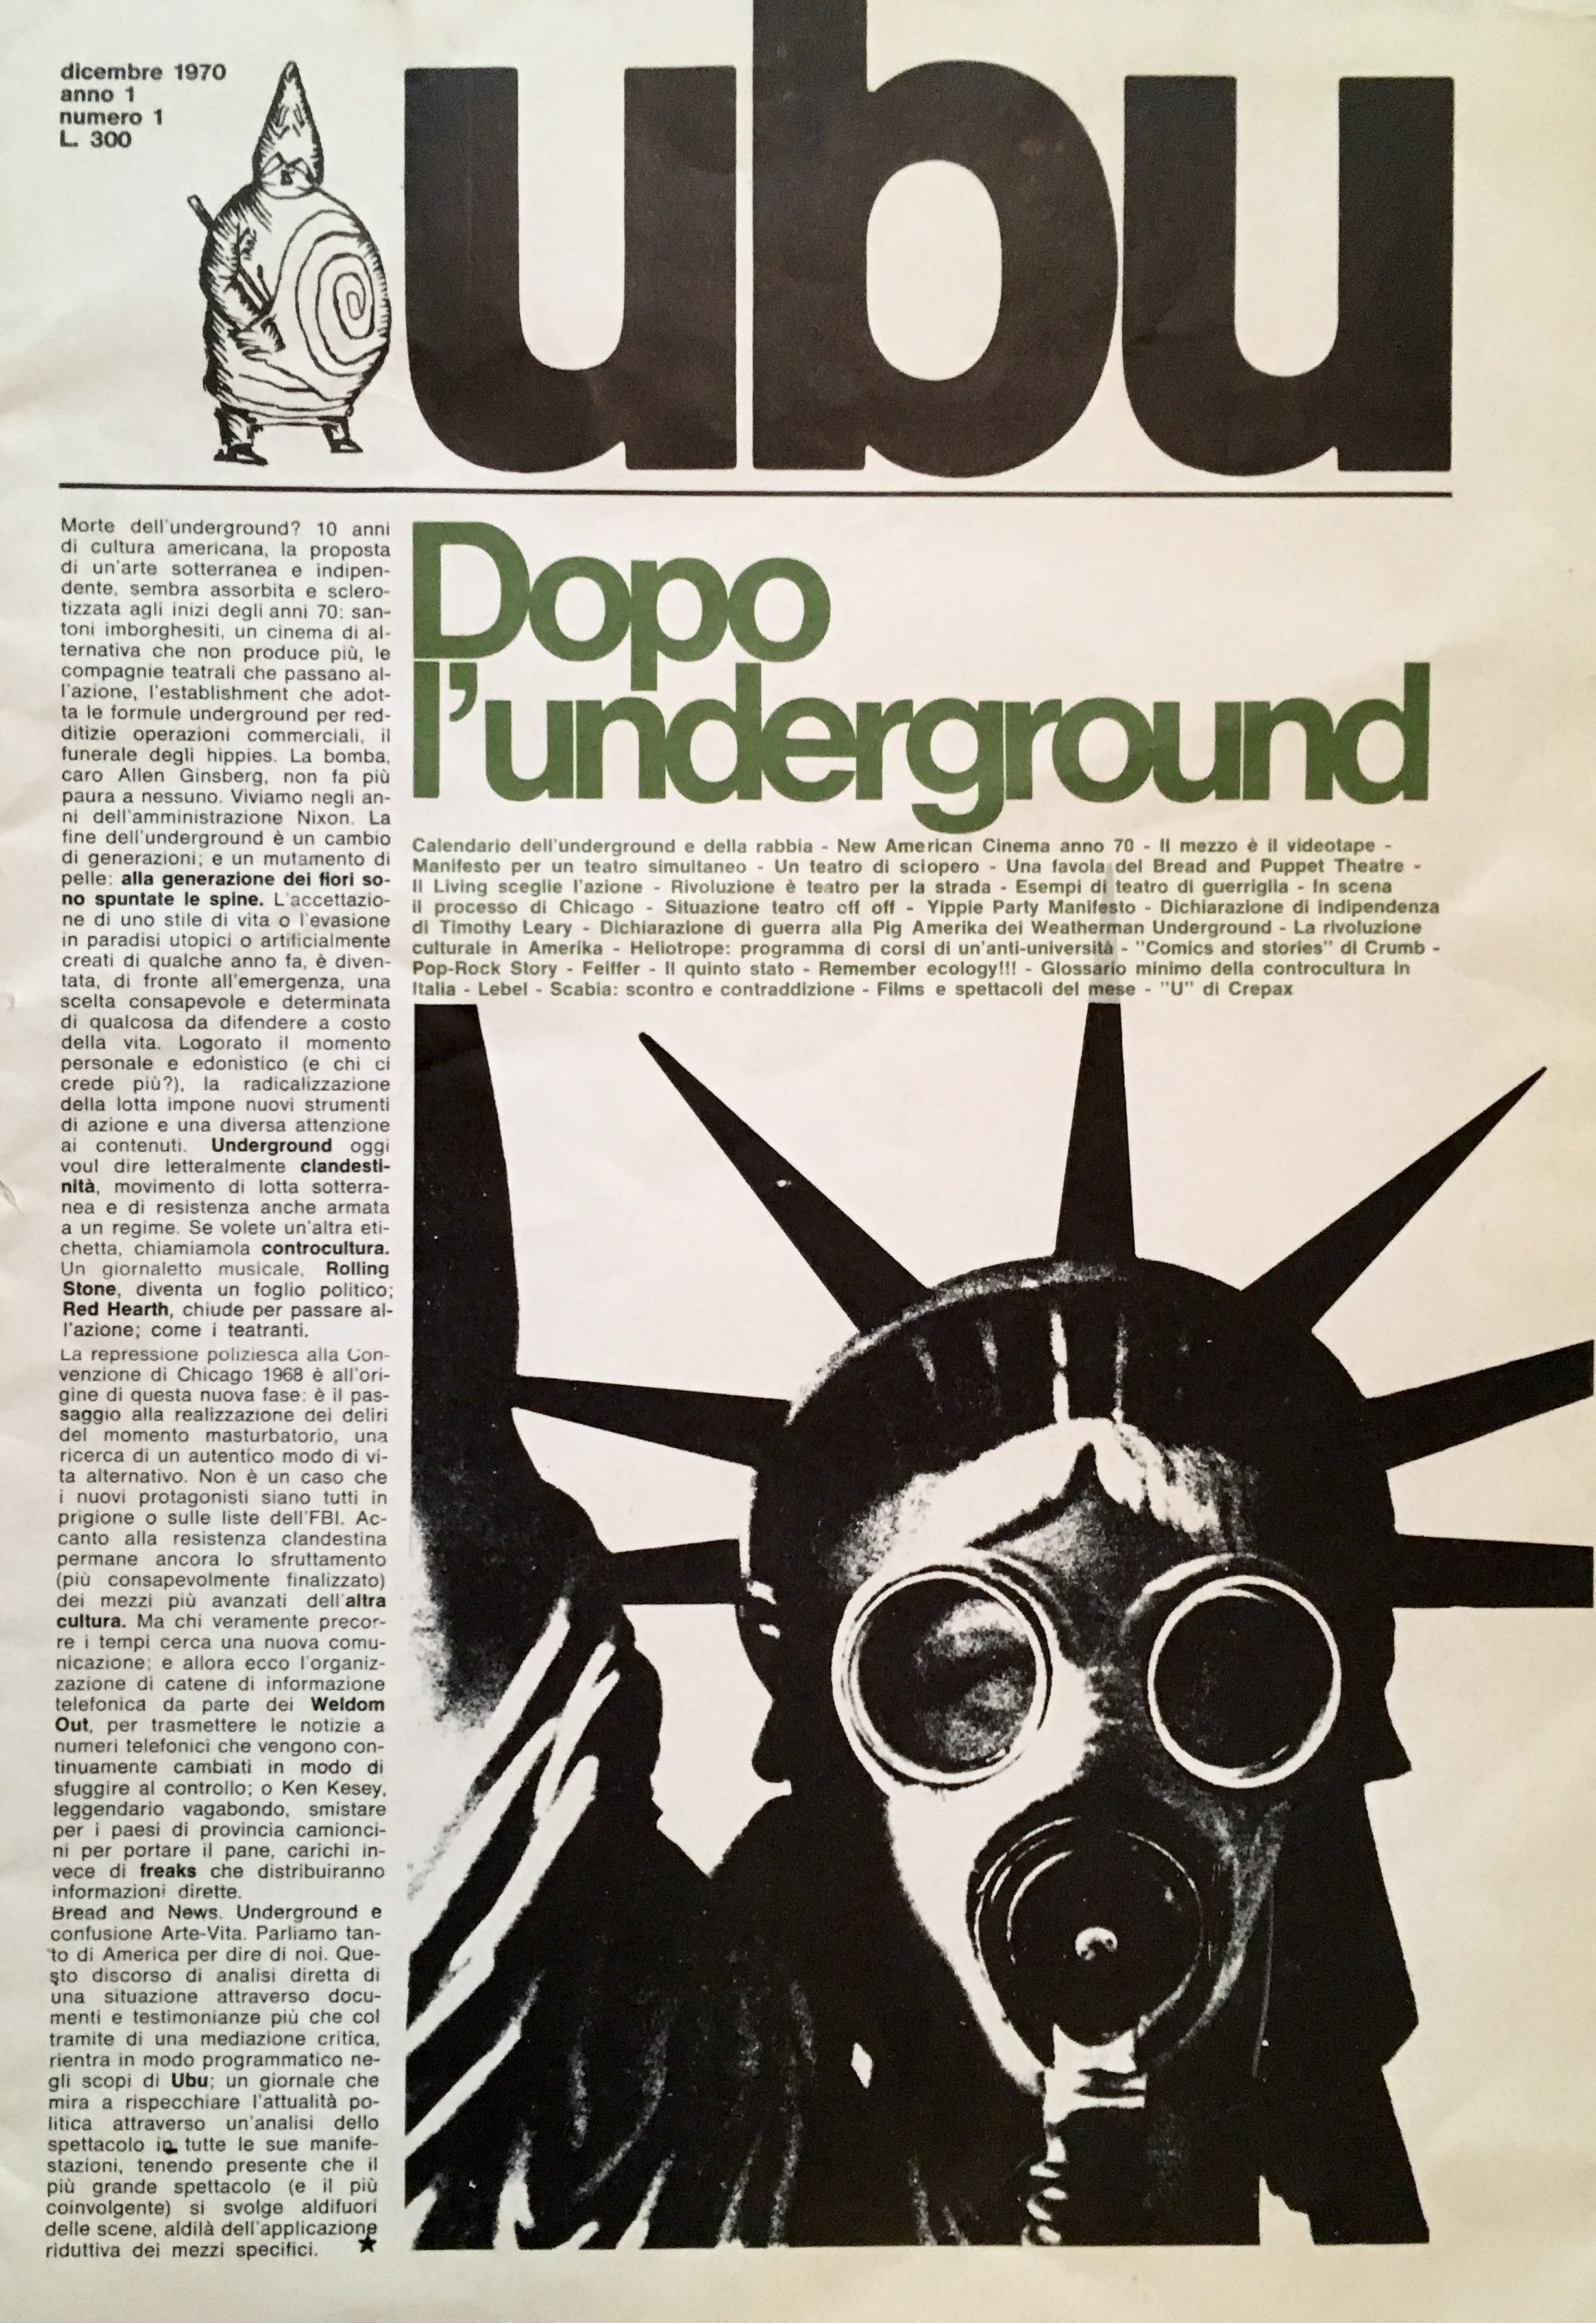 dicembre 1970
anno 1
numero 1
L. 300
ubu
Morte dell'underground? 10 anni
di cultura americana, la proposta
di un'arte sotterranea e indipen-
dente, sembra assorbita e sclero-
tizzata agli inizi degli anni 70: san-
toni imborghesiti, un cinema di al-
ternativa che non produce più, le
compagnie teatrali che passano al-
l'azione, l'establishment che adot-
ta le formule underground per red-
ditizie operazioni commerciali, il
funerale degli hippies. La bomba,
caro Allen Ginsberg, non fa più
paura a nessuno. Viviamo negli an-
ni dell'amministrazione Nixon. La
fine dell'underground è un cambio
di generazioni; e un mutamento di
pelle: alla generazione dei fiori so-
no spuntate le spine. L'accettazio-
ne di uno stile di vita o l'evasione
in paradisi utopici o artificialmente
creati di qualche anno fa, è diven-
tata, di fronte all'emergenza, una
scelta consapevole e determinata
di qualcosa da difendere a costo
della vita. Logorato il momento
personale e edonistico (e chi ci
crede più?), la radicalizzazione
della lotta impone nuovi strumenti
di azione e una diversa attenzione
ai contenuti. Underground oggi
voul dire letteralmente clandesti-
nità, movimento di lotta sotterra-
nea e di resistenza anche armata
a un regime. Se volete un'altra eti-
chetta, chiamiamola controcultura.
Un giornaletto musicale, Rolling
Stone, diventa un foglio politico;
Red Hearth, chiude per passare al-
l'azione; come i teatranti.
La repressione poliziesca alla Con-
venzione di Chicago 1968 è all'ori-
gine di questa nuova fase: è il pas-
saggio alla realizzazione dei deliri
del momento masturbatorio, una
ricerca di un autentico modo di vi-
ta alternativo. Non è un caso che
i nuovi protagonisti siano tutti in
prigione o sulle liste dell'FBI. Ac-
canto alla resistenza clandestina
permane ancora lo sfruttamento
(più consapevolmente finalizzato)
dei mezzi più avanzati dell'altra
cultura. Ma chi veramente precor-
re i tempi cerca una nuova comu-
nicazione; e allora ecco l'organiz-
zazione di catene di informazione
telefonica da parte dei Weldom
Out, per trasmettere le notizie a
numeri telefonici che vengono con-
tinuamente cambiati in modo di
sfuggire al controllo; o Ken Kesey,
leggendario vagabondo, smistare
per i paesi di provincia camionci-
ni per portare il pane, carichi in-
vece di freaks che distribuiranno
informazioni dirette.
Bread and News. Underground e
confusione Arte-Vita. Parliamo tan-
to di America per dire di noi. Que-
sto discorso di analisi diretta di
una situazione attraverso docu-
menti e testimonianze più che col
tramite di una mediazione critica,
rientra in modo programmatico ne-
gli scopi di Ubu; un giornale che
mira a rispecchiare l'attualità po-
litica attraverso un'analisi dello
spettacolo in tutte le sue manife-
stazioni, tenendo presente che il
più grande spettacolo (e il più
coinvolgente) si svolge aldifuori
delle scene, aldilà dell'applicazione
riduttiva dei mezzi specifici. ★
Dopo
l'underground
Calendario dell'underground e della rabbia - New American Cinema anno 70 - Il mezzo è il videotape -
Manifesto per un teatro simultaneo - Un teatro di sciopero - Una favola del Bread and Puppet Theatre -
Il Living sceglie l'azione - Rivoluzione è teatro per la strada - Esempi di teatro di guerriglia - In scena
il processo di Chicago - Situazione teatro off off - Yippie Party Manifesto - Dichiarazione di indipendenza
di Timothy Leary - Dichiarazione di guerra alla Pig Amerika dei Weatherman Underground - La rivoluzione
culturale in Amerika - Heliotrope: programma di corsi di un'anti-università - "Comics and stories" di Crumb -
Pop-Rock Story - Feiffer - Il quinto stato - Remember ecology!!! - Glossario minimo della controcultura in
Italia - Lebel - Scabia: scontro e contraddizione - Films e spettacoli del mese - "U" di Crepax